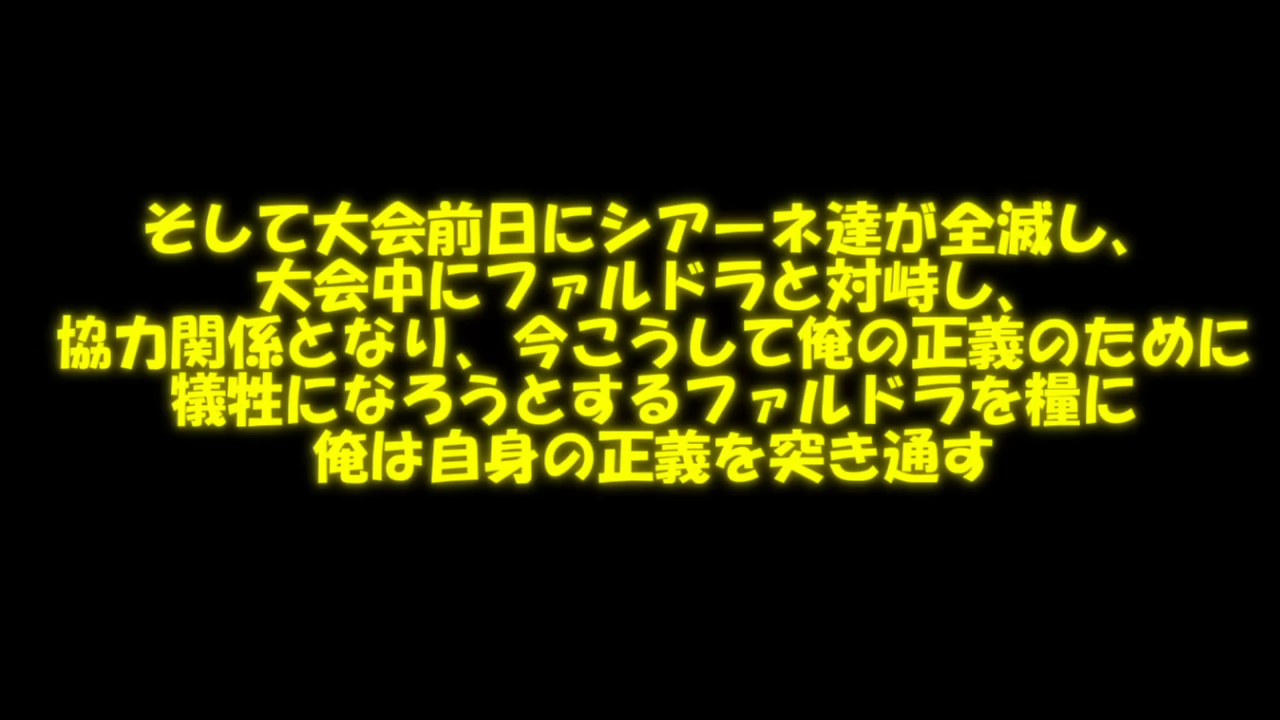 そして大会前日にシアーネ達が全滅し、
大会中にファルドラと対峙し、
協力関係となり、今こうして俺の正義のために
犠牲になろうとするファルドラを糧に
俺は自身の正義を突き通す